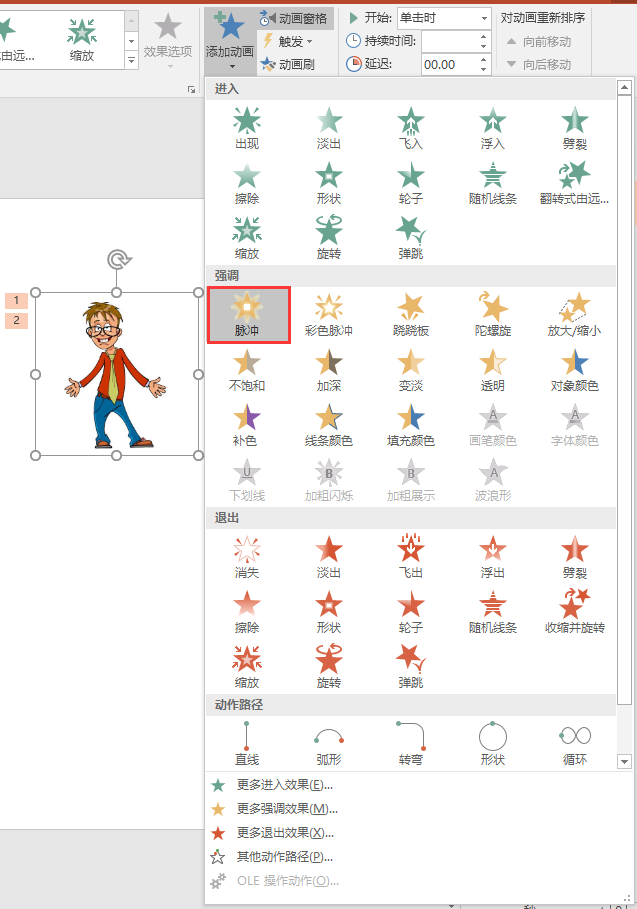 由远... 缩放 效果选项 添加动画 动画窗格 开始: 单击时 对动画重新排序
触发 持续时间: 向前移动
动画刷 延迟: 00.00 向后移动
进入
出现 淡出 飞入 浮入 劈裂
擦除 形状 轮子 随机线条 翻转式由远...
缩放 旋转 弹跳
强调
脉冲 彩色脉冲 跷跷板 陀螺旋 放大/缩小
不饱和 加深 变淡 透明 对象颜色
补色 线条颜色 填充颜色 画笔颜色 字体颜色
下划线 加粗闪烁 加粗展示 波浪形
退出
消失 淡出 飞出 浮出 劈裂
擦除 形状 轮子 随机线条 收缩并旋转
缩放 旋转 弹跳
动作路径
直线 弧形 转弯 形状 循环
更多进入效果(E)...
更多强调效果(M)...
更多退出效果(X)...
其他动作路径(P)...
OLE 操作动作(O)...
1
2